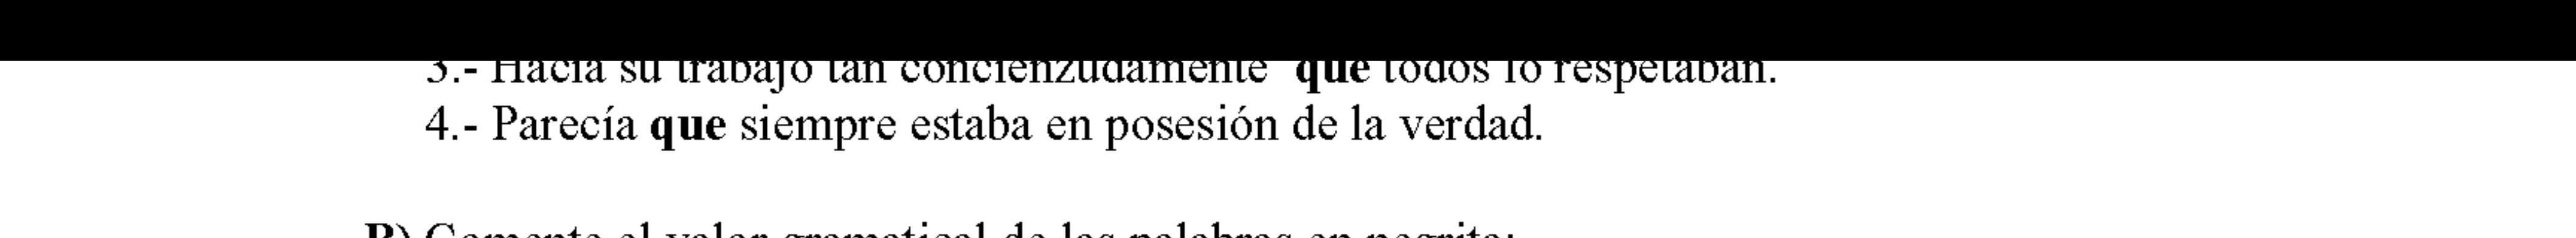 3.- Hacía su trabajo tan concienzudamente que todos lo respetaban.
4.- Parecía que siempre estaba en posesión de la verdad.
B) Comente el valor gramatical de las palabras en negrita: